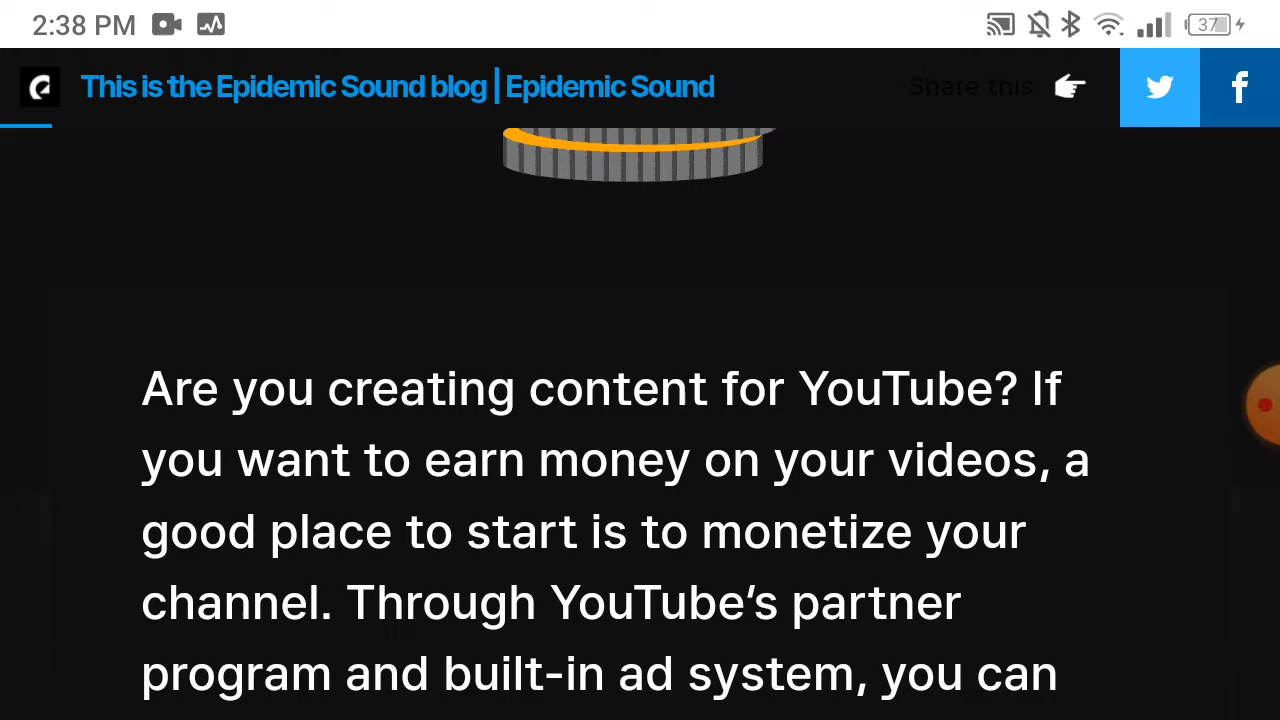 2:38 PM
37
This is the Epidemic Sound blog | Epidemic Sound
Share this
Are you creating content for YouTube? If
you want to earn money on your videos, a
good place to start is to monetize your
channel. Through YouTube’s partner
program and built-in ad system, you can